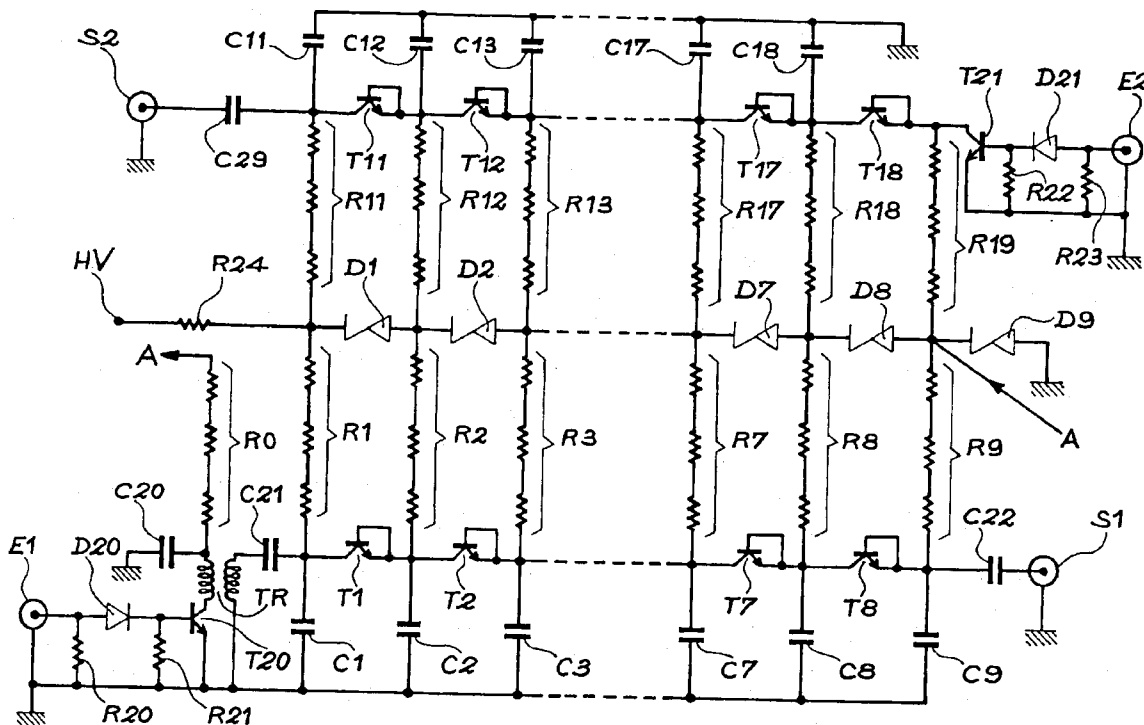 S2 C11 C12 C13 C17 C18 T21 D21 E2
C29 T11 T12 T17 T18 R22
R11 R12 R13 R17 R18 R19 R23
HV R24 D1 D2 D7 D8 D9
A
R0 R1 R2 R3 R7 R8 R9 A
C20 C21 C22 S1
E1 D20 TR T1 T2 T7 T8
T20 C1 C2 C3 C7 C8 C9
R20 R21